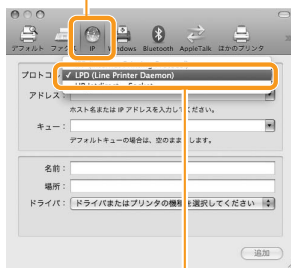 デフォルト ファ IP Windows Bluetooth AppleTalk ほかのプリンタ
プロトコ ✓ LPD (Line Printer Daemon)
アドレス：
ホスト名または IP アドレスを入力してください。
キュー：
デフォルトキューの場合は、空のまま します。
名前：
場所：
ドライバ： ドライバまたはプリンタの機種を選択してください
追加